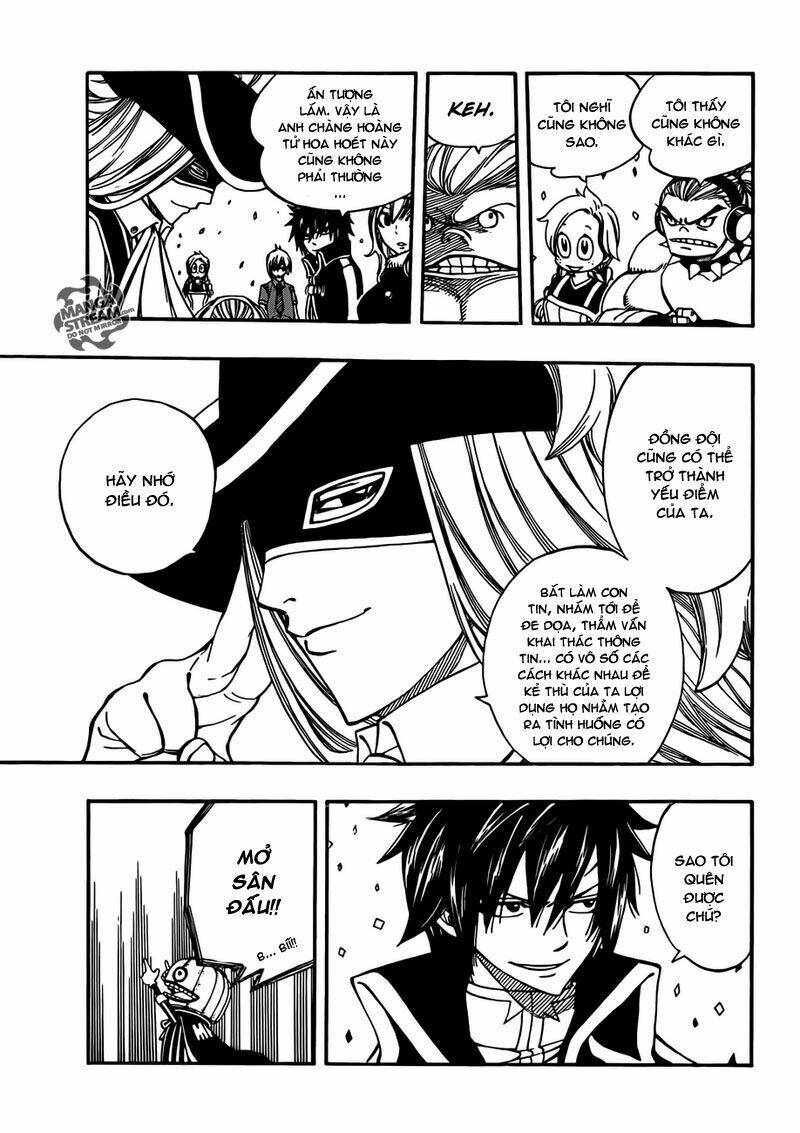 TÔI THẤY
CŨNG KHÔNG
KHÁC GÌ.
TÔI NGHĨ
CŨNG KHÔNG
SAO.
KEH.
ẤN TƯỢNG
LẮM. VẬY LÀ
ANH CHÀNG HOÀNG
TỬ HOA HOÉT NÀY
CŨNG KHÔNG
PHẢI THƯỜNG
...
MANGA
STREAM.com
DO NOT MIRROR
ĐỒNG ĐỘI
CŨNG CÓ THỂ
TRỞ THÀNH
YẾU ĐIỂM
CỦA TA.
BẤT LÀM CON
TIN, NHẤM TỚI ĐỂ
ĐE DỌA, THẨM VẤN
KHAI THÁC THÔNG
TIN... CÓ VÔ SỐ CÁC
CÁCH KHÁC NHAU ĐỂ
KẺ THÙ CỦA TA LỢI
DỤNG HỌ NHẰM TẠO
RA TÌNH HUỐNG CÓ
LỢI CHO CHÚNG.
HÃY NHỚ
ĐIỀU ĐÓ.
SAO TÔI
QUÊN
ĐƯỢC
CHỨ?
MỞ
SÂN
ĐẤU!!
B... BÍÍ!!